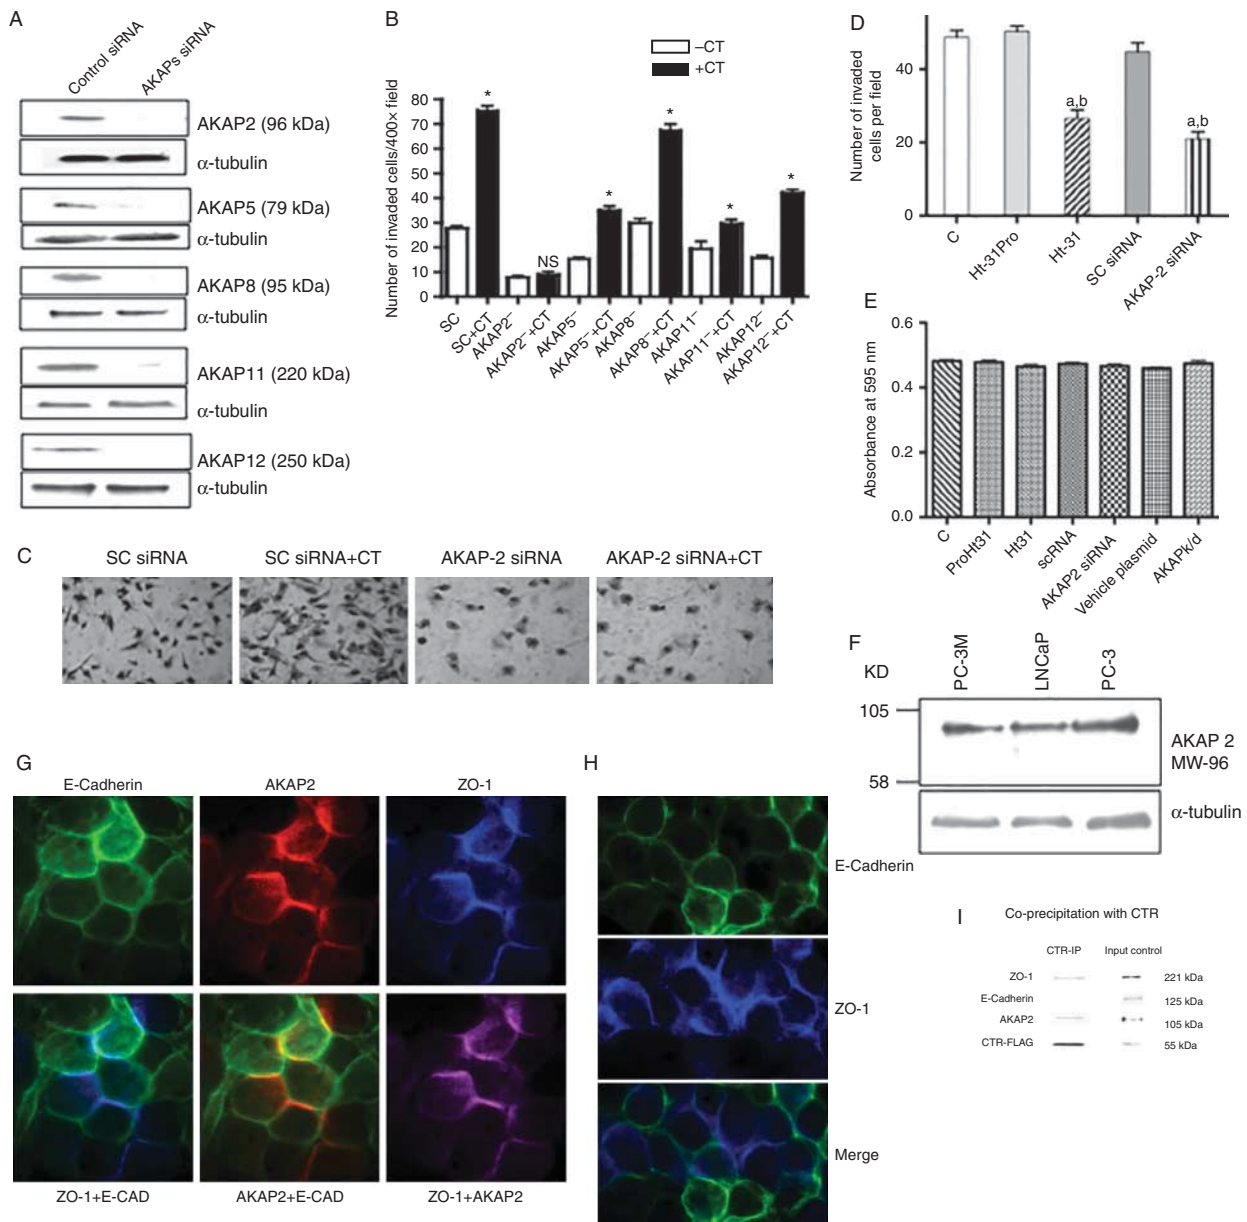 A
Control siRNA
AKAPs siRNA
AKAP2 (96 kDa)
α-tubulin
AKAP5 (79 kDa)
α-tubulin
AKAP8 (95 kDa)
α-tubulin
AKAP11 (220 kDa)
α-tubulin
AKAP12 (250 kDa)
α-tubulin
B
–CT
+CT
Number of invaded cells/400× field
80
70
60
50
40
30
20
10
0
*
NS
*
*
*
*
SC
SC+CT
AKAP2⁻
AKAP2⁻+CT
AKAP5⁻
AKAP5⁻+CT
AKAP8⁻
AKAP8⁻+CT
AKAP11⁻
AKAP11⁻+CT
AKAP12⁻
AKAP12⁻+CT
C
SC siRNA
SC siRNA+CT
AKAP-2 siRNA
AKAP-2 siRNA+CT
D
Number of invaded
cells per field
40
20
0
a,b
a,b
C
Ht-31Pro
Ht-31
SC siRNA
AKAP-2 siRNA
E
Absorbance at 595 nm
0.6
0.4
0.2
0.0
C
ProHt31
Ht31
scRNA
AKAP2 siRNA
Vehicle plasmid
AKAPk/d
F
KD
PC-3M
LNCaP
PC-3
105
58
AKAP 2
MW-96
α-tubulin
G
E-Cadherin
AKAP2
ZO-1
ZO-1+E-CAD
AKAP2+E-CAD
ZO-1+AKAP2
H
E-Cadherin
ZO-1
Merge
I
Co-precipitation with CTR
CTR-IP
Input control
ZO-1
221 kDa
E-Cadherin
125 kDa
AKAP2
105 kDa
CTR-FLAG
55 kDa